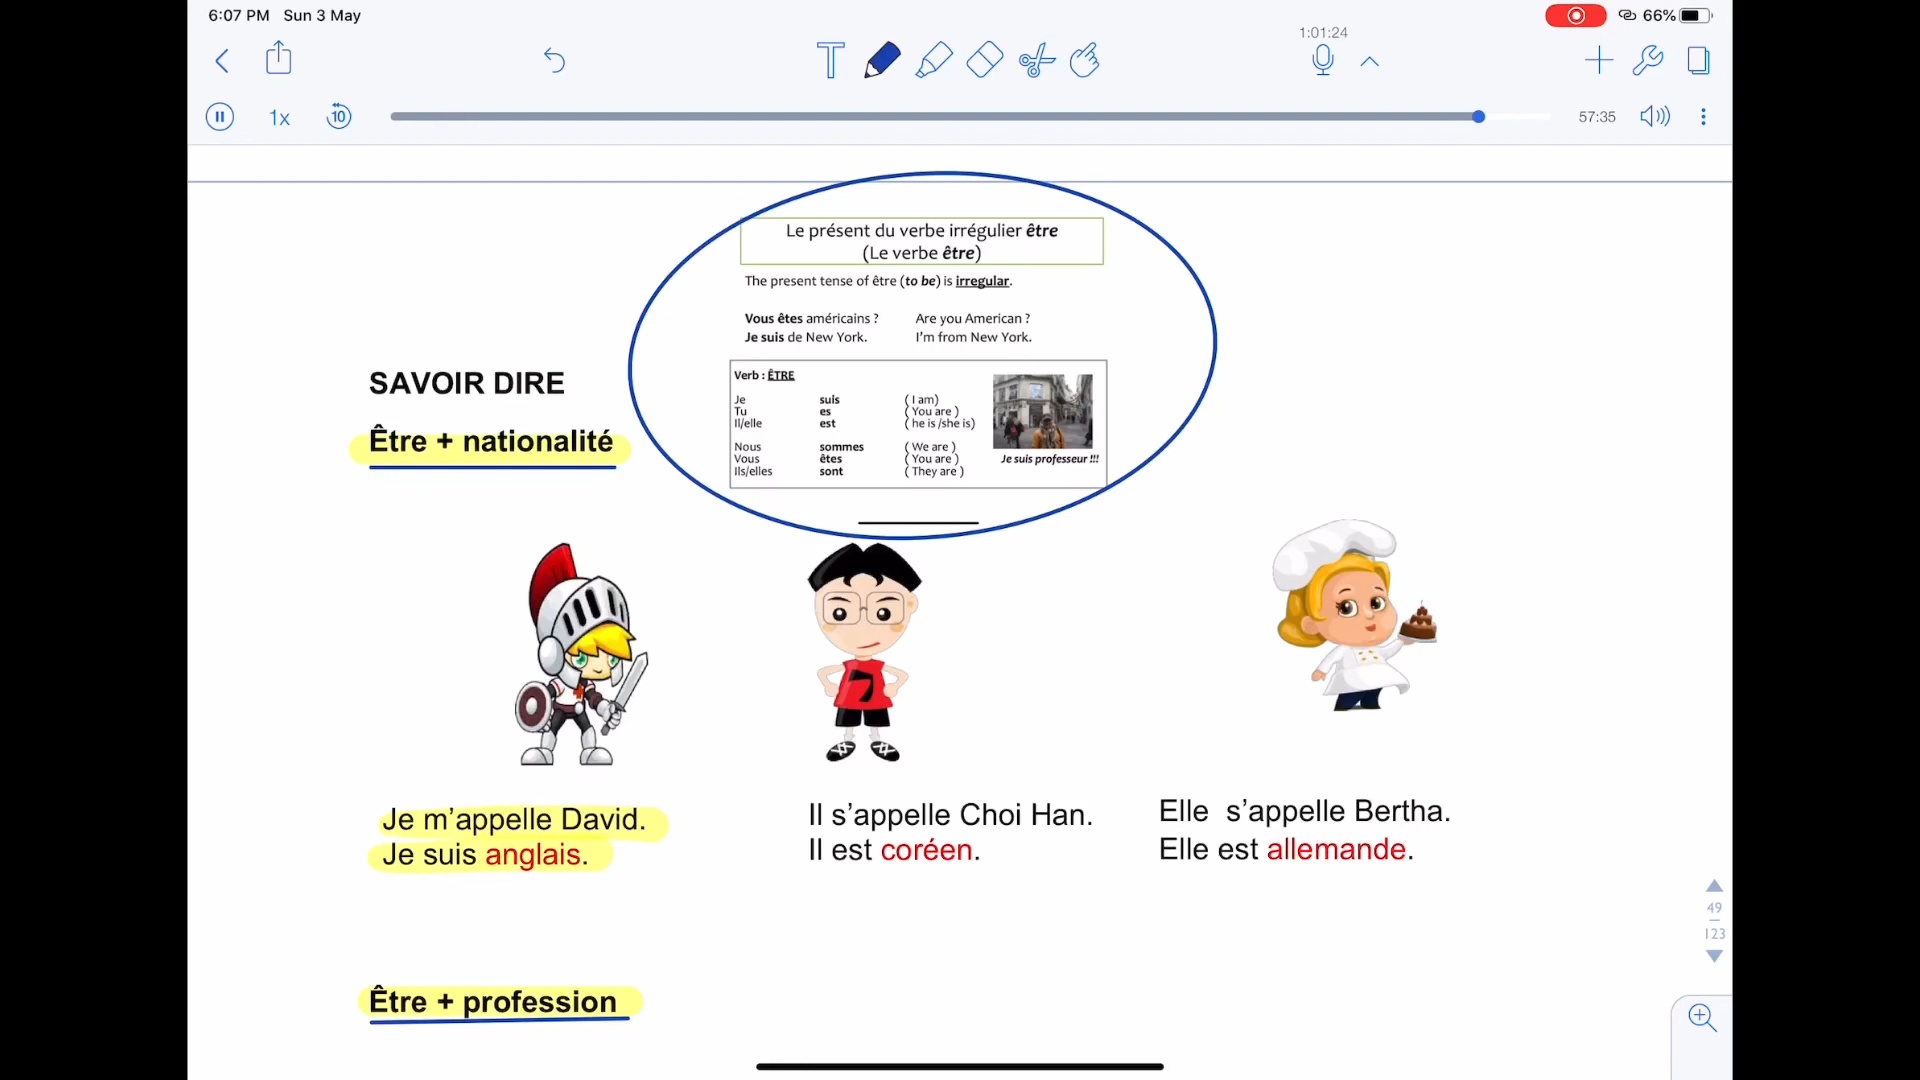 6:07 PM Sun 3 May
66%
1:01:24
T
1x
10
57:35
Le présent du verbe irrégulier être
(Le verbe être)
The present tense of être (to be) is irregular.
Vous êtes américains ? Are you American ?
Je suis de New York. I'm from New York.
Verb : ÊTRE
Je suis ( I am)
Tu es ( You are )
Il/elle est ( he is /she is)
Nous sommes ( We are )
Vous êtes ( You are )
Ils/elles sont ( They are )
Je suis professeur !!!
SAVOIR DIRE
Être + nationalité
Je m'appelle David.
Je suis anglais.
Il s'appelle Choi Han.
Il est coréen.
Elle s'appelle Bertha.
Elle est allemande.
49
123
Être + profession